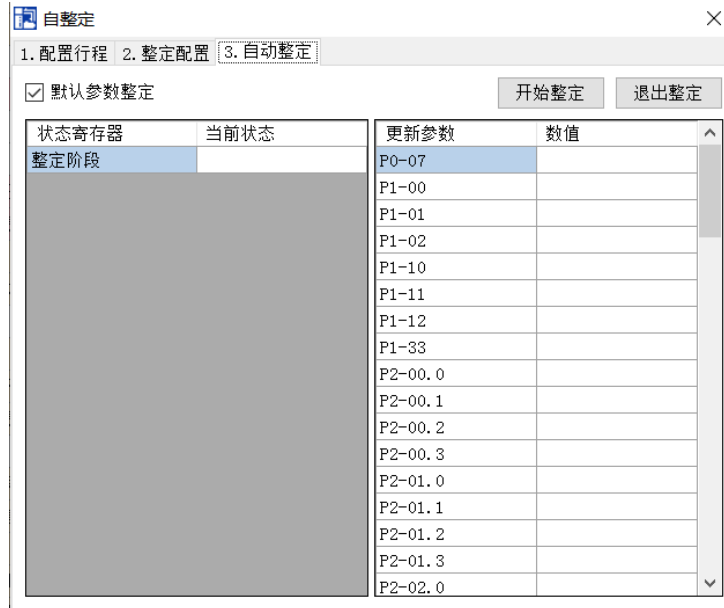 自整定
1.配置行程 2.整定配置 3.自动整定
默认参数整定 开始整定 退出整定
状态寄存器 当前状态 更新参数 数值
整定阶段 P0-07
P1-00
P1-01
P1-02
P1-10
P1-11
P1-12
P1-33
P2-00.0
P2-00.1
P2-00.2
P2-00.3
P2-01.0
P2-01.1
P2-01.2
P2-01.3
P2-02.0